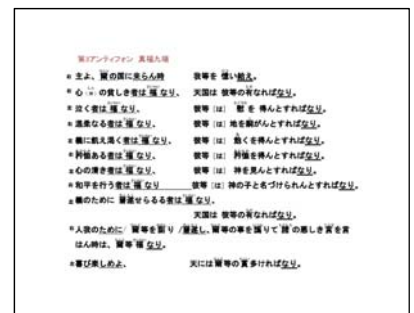 第3アンティフォン 真福九端
主よ、爾の国に来らん時 我等を憶い給え。
心（神）の貧しき者は福なり、 天国は彼等の有なればなり。
泣く者は福なり、 彼等［は］慰を得んとすればなり。
温柔なる者は福なり、 彼等［は］地を嗣がんとすればなり。
義に飢え渇く者は福なり、 彼等［は］飽くを得んとすればなり。
矜恤ある者は福なり、 彼等［は］矜恤を得んとすればなり。
心の清き者は福なり、 彼等［は］神を見んとすればなり。
和平を行う者は福なり 彼等［は］神の子と名づけられんとすればなり。
義のために窘逐せらるる者は福なり、
天国は彼等の有なればなり。
人我のために/爾等を詬り/窘逐し、爾等の事を譌りて諸の悪しき言を言
はん時は、爾等福なり。
喜び楽しめよ、 天には爾等の賞多ければなり。